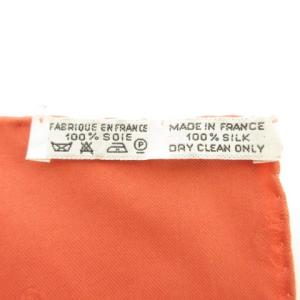 FABRIQUE EN FRANCE
100% SOIE
P
MADE IN FRANCE
100% SILK
DRY CLEAN ONLY